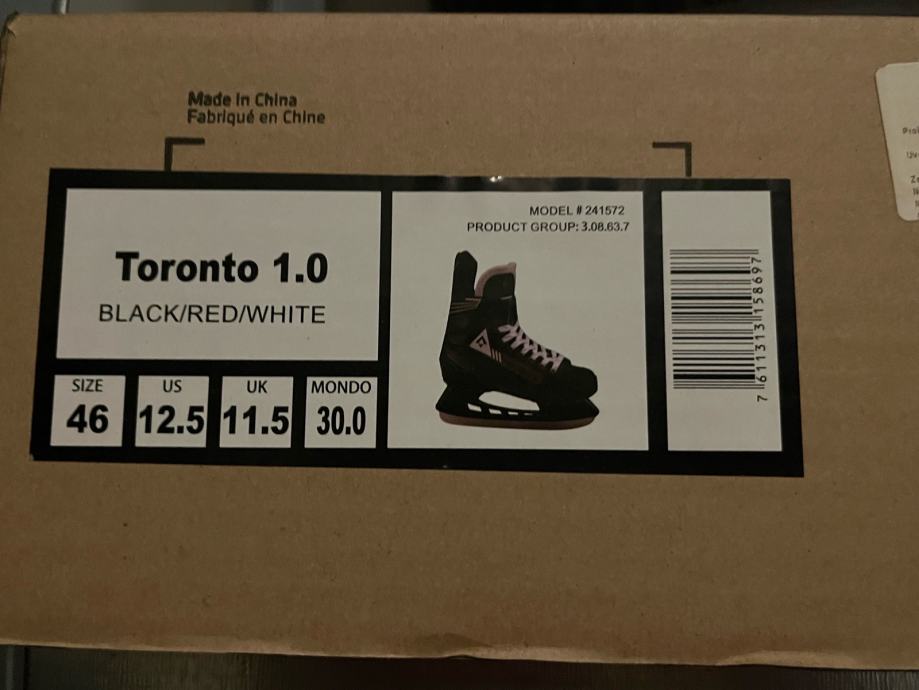 Made in China
Fabriqué en Chine
Toronto 1.0
BLACK/RED/WHITE
SIZE
46
US
12.5
UK
11.5
MONDO
30.0
MODEL # 241572
PRODUCT GROUP: 3.08.63.7
7 611313 158697